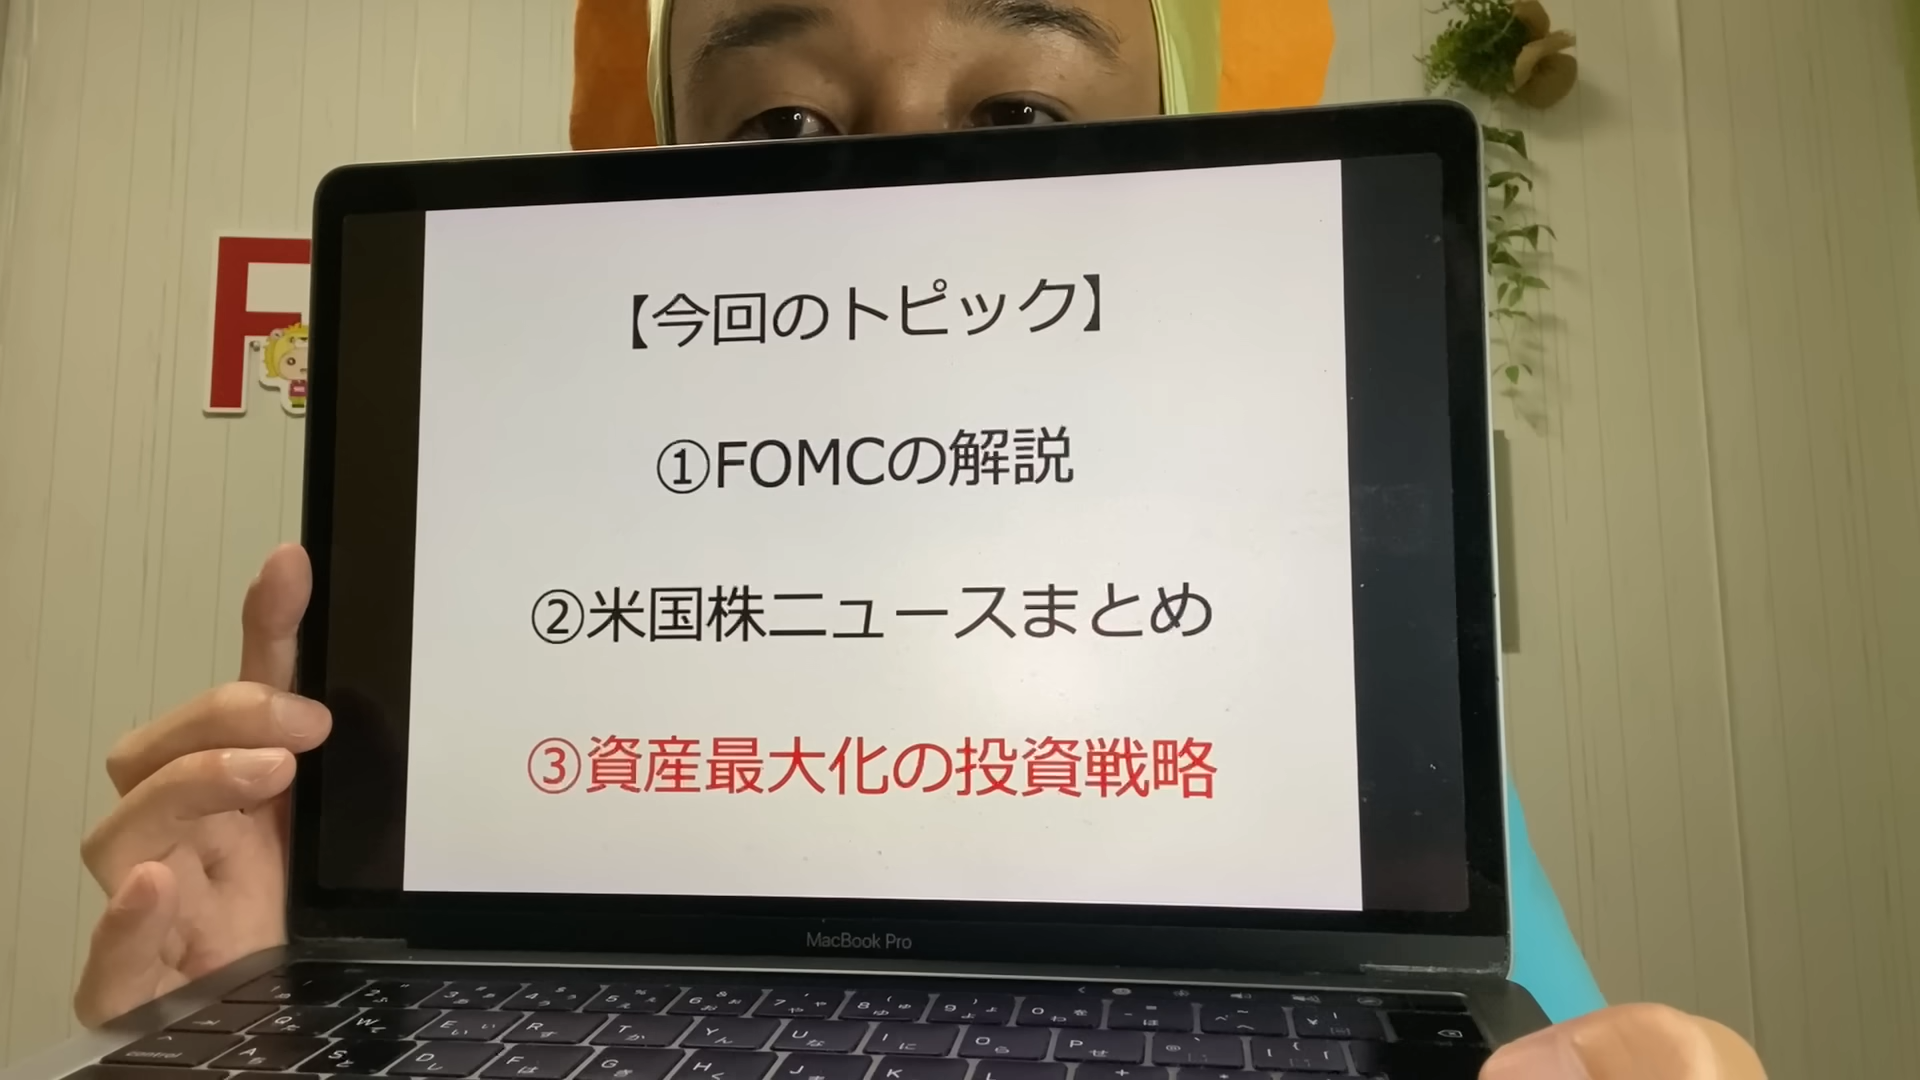 【今回のトピック】
①FOMCの解説
②米国株ニュースまとめ
③資産最大化の投資戦略
F
MacBook Pro